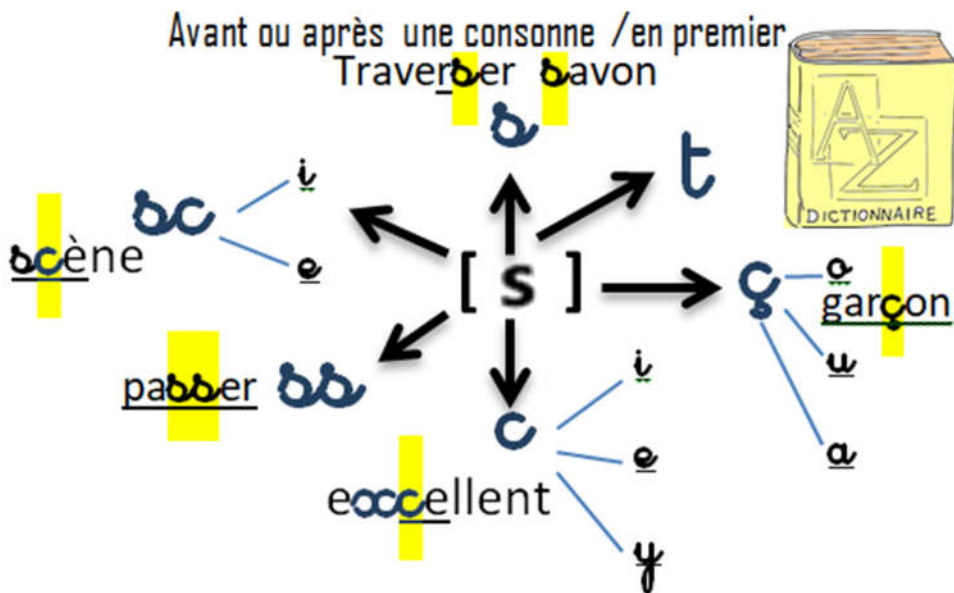 Avant ou après une consonne /en premier
Traverser savon
s
t
A
Z
DICTIONNAIRE
sc
i
e
scène
[ s ]
ç
o
garçon
u
a
passer
ss
c
i
e
y
excellent